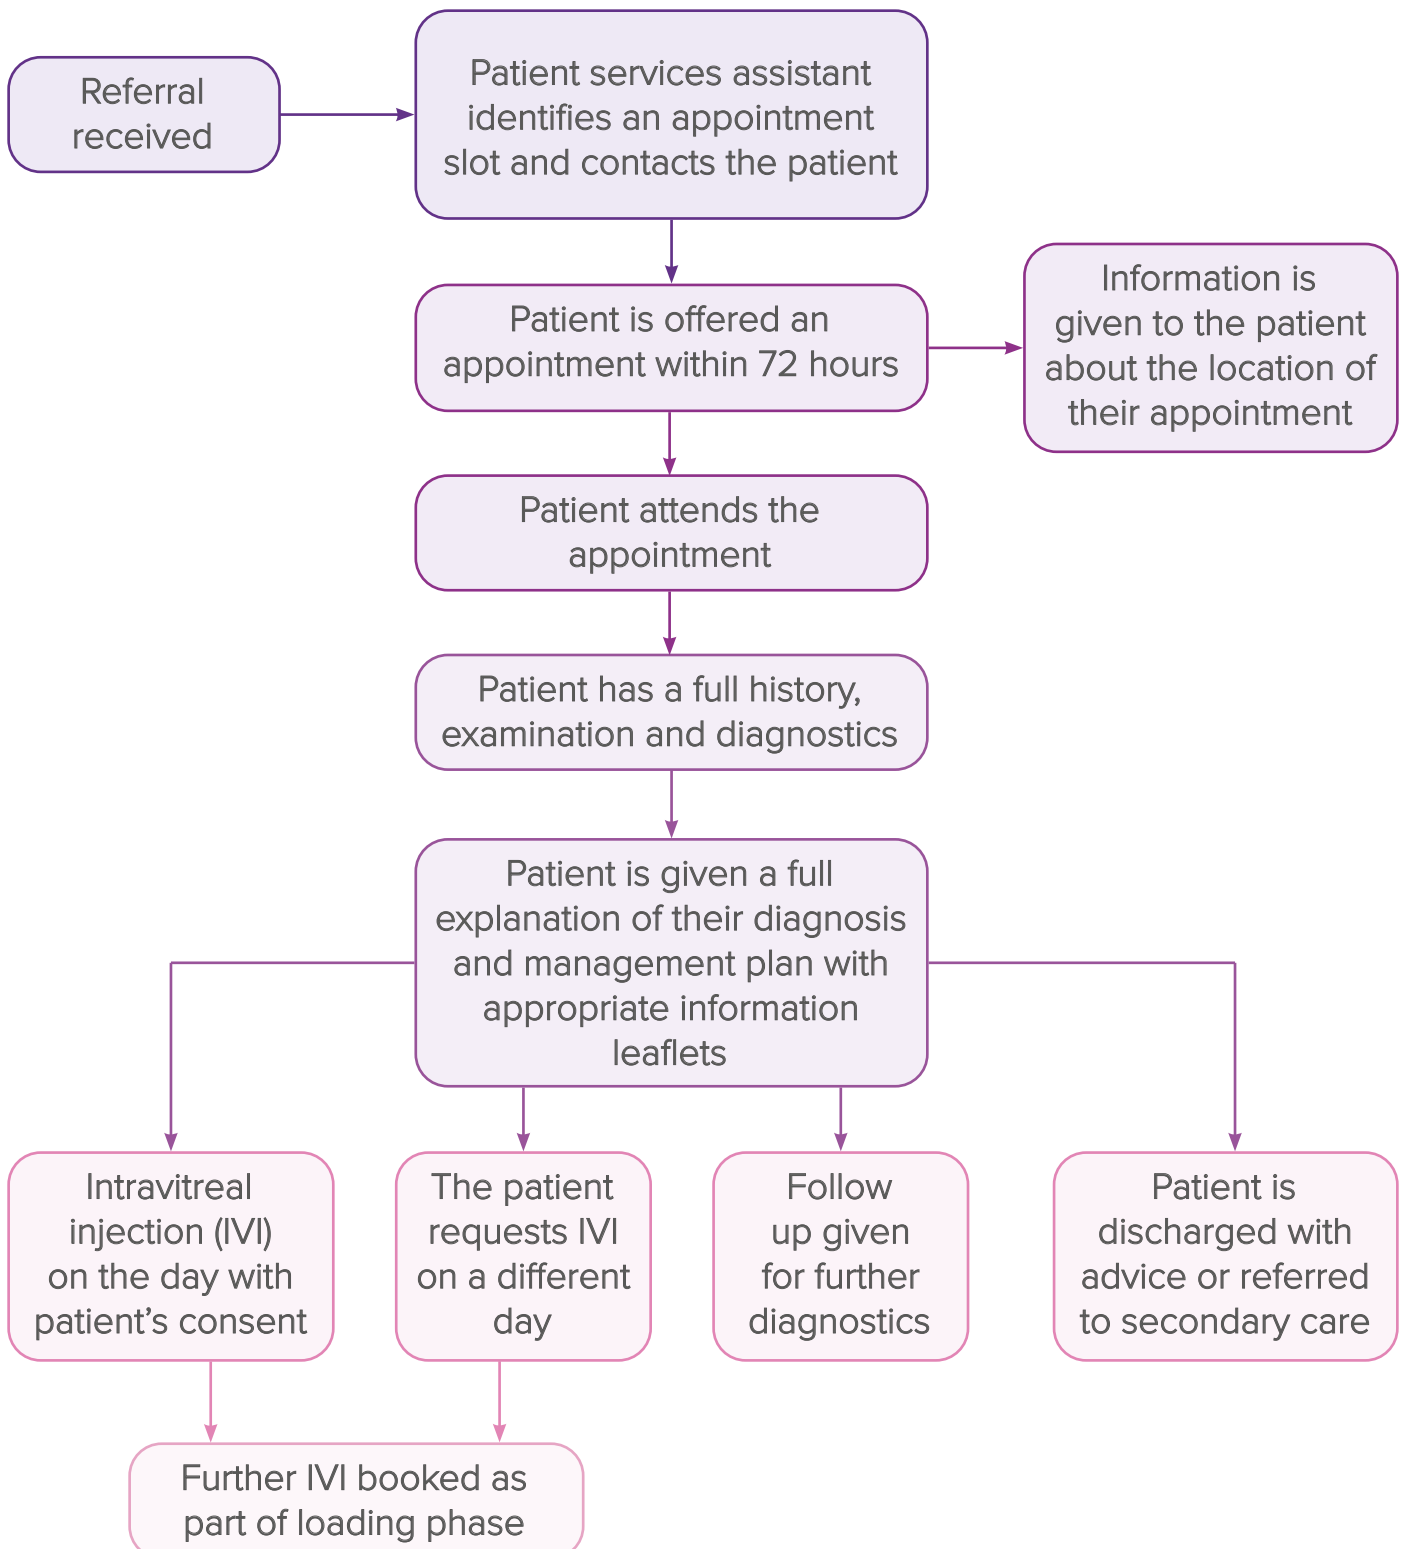 Referral
received
Patient services assistant
identifies an appointment
slot and contacts the patient
Patient is offered an
appointment within 72 hours
Information is
given to the patient
about the location of
their appointment
Patient attends the
appointment
Patient has a full history,
examination and diagnostics
Patient is given a full
explanation of their diagnosis
and management plan with
appropriate information
leaflets
Intravitreal
injection (IVI)
on the day with
patient’s consent
The patient
requests IVI
on a different
day
Follow
up given
for further
diagnostics
Patient is
discharged with
advice or referred
to secondary care
Further IVI booked as
part of loading phase